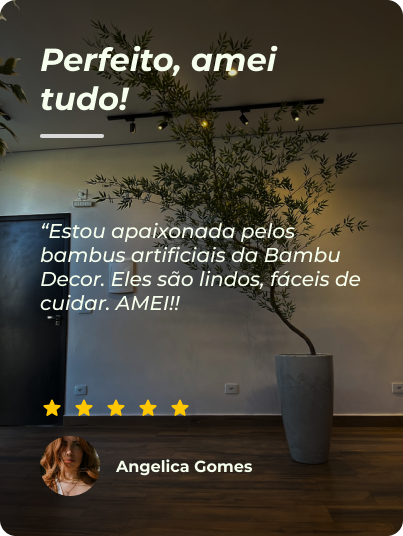 Perfeito, amei
tudo!
“Estou apaixonada pelos
bambus artificiais da Bambu
Decor. Eles são lindos, fáceis de
cuidar. AMEI!!
Angelica Gomes